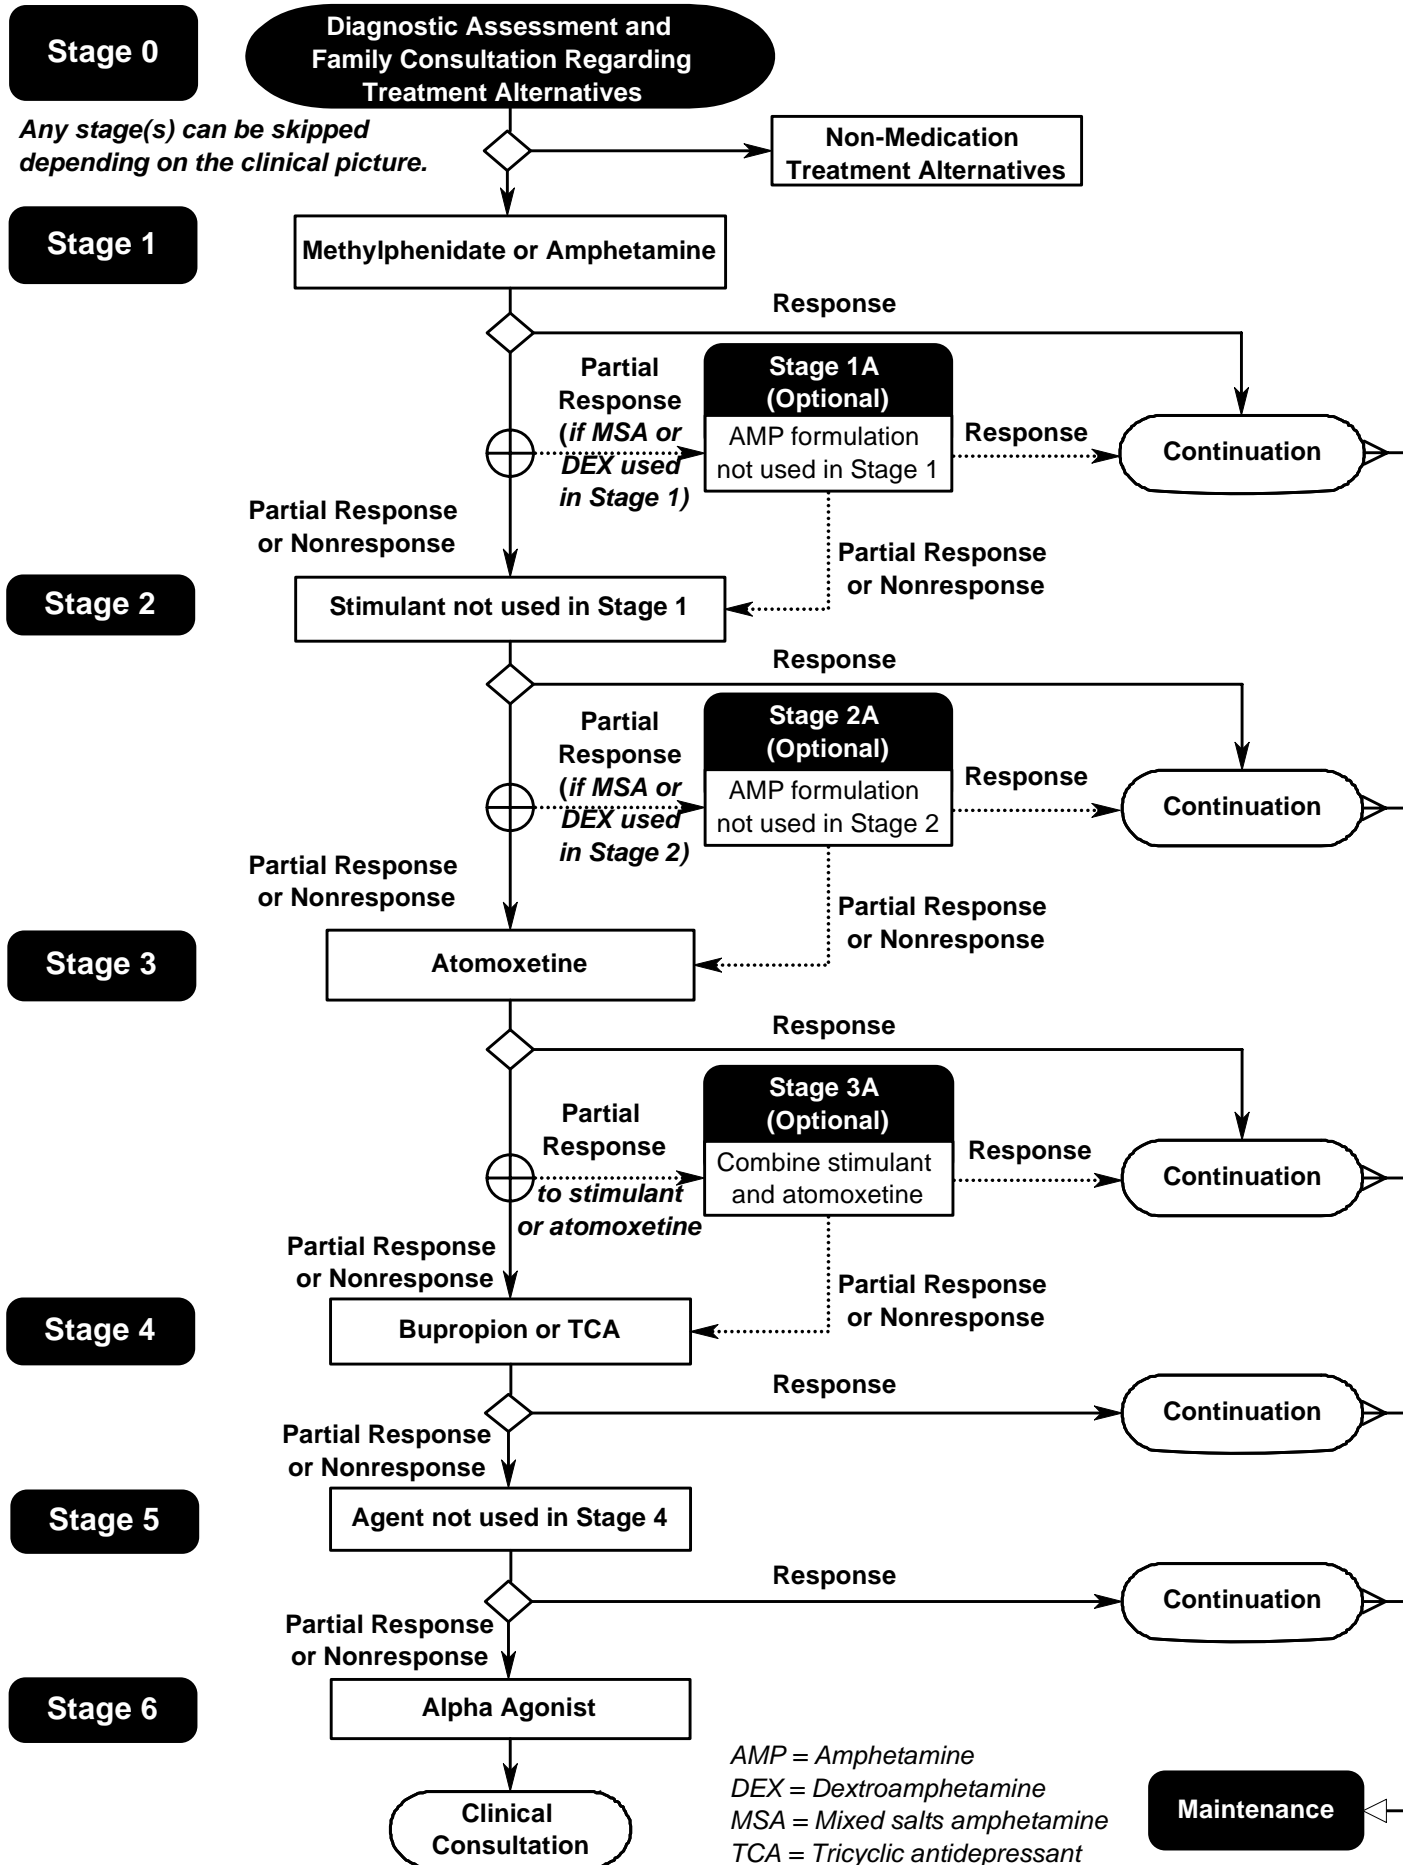 Stage 0
Diagnostic Assessment and
Family Consultation Regarding
Treatment Alternatives
Any stage(s) can be skipped
depending on the clinical picture.
Non-Medication
Treatment Alternatives
Stage 1
Methylphenidate or Amphetamine
Response
Partial
Response
(if MSA or
DEX used
in Stage 1)
Stage 1A
(Optional)
AMP formulation
not used in Stage 1
Response
Continuation
Partial Response
or Nonresponse
Partial Response
or Nonresponse
Stage 2
Stimulant not used in Stage 1
Response
Partial
Response
(if MSA or
DEX used
in Stage 2)
Stage 2A
(Optional)
AMP formulation
not used in Stage 2
Response
Continuation
Partial Response
or Nonresponse
Partial Response
or Nonresponse
Stage 3
Atomoxetine
Response
Partial
Response
to stimulant
or atomoxetine
Stage 3A
(Optional)
Combine stimulant
and atomoxetine
Response
Continuation
Partial Response
or Nonresponse
Partial Response
or Nonresponse
Stage 4
Bupropion or TCA
Response
Continuation
Partial Response
or Nonresponse
Stage 5
Agent not used in Stage 4
Response
Continuation
Partial Response
or Nonresponse
Stage 6
Alpha Agonist
Clinical
Consultation
AMP = Amphetamine
DEX = Dextroamphetamine
MSA = Mixed salts amphetamine
TCA = Tricyclic antidepressant
Maintenance